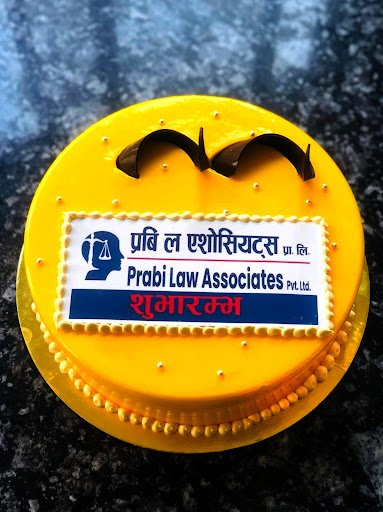 प्रबि ल एशोसियट्स प्रा. लि.
Prabi Law Associates Pvt. Ltd.
शुभारम्भ